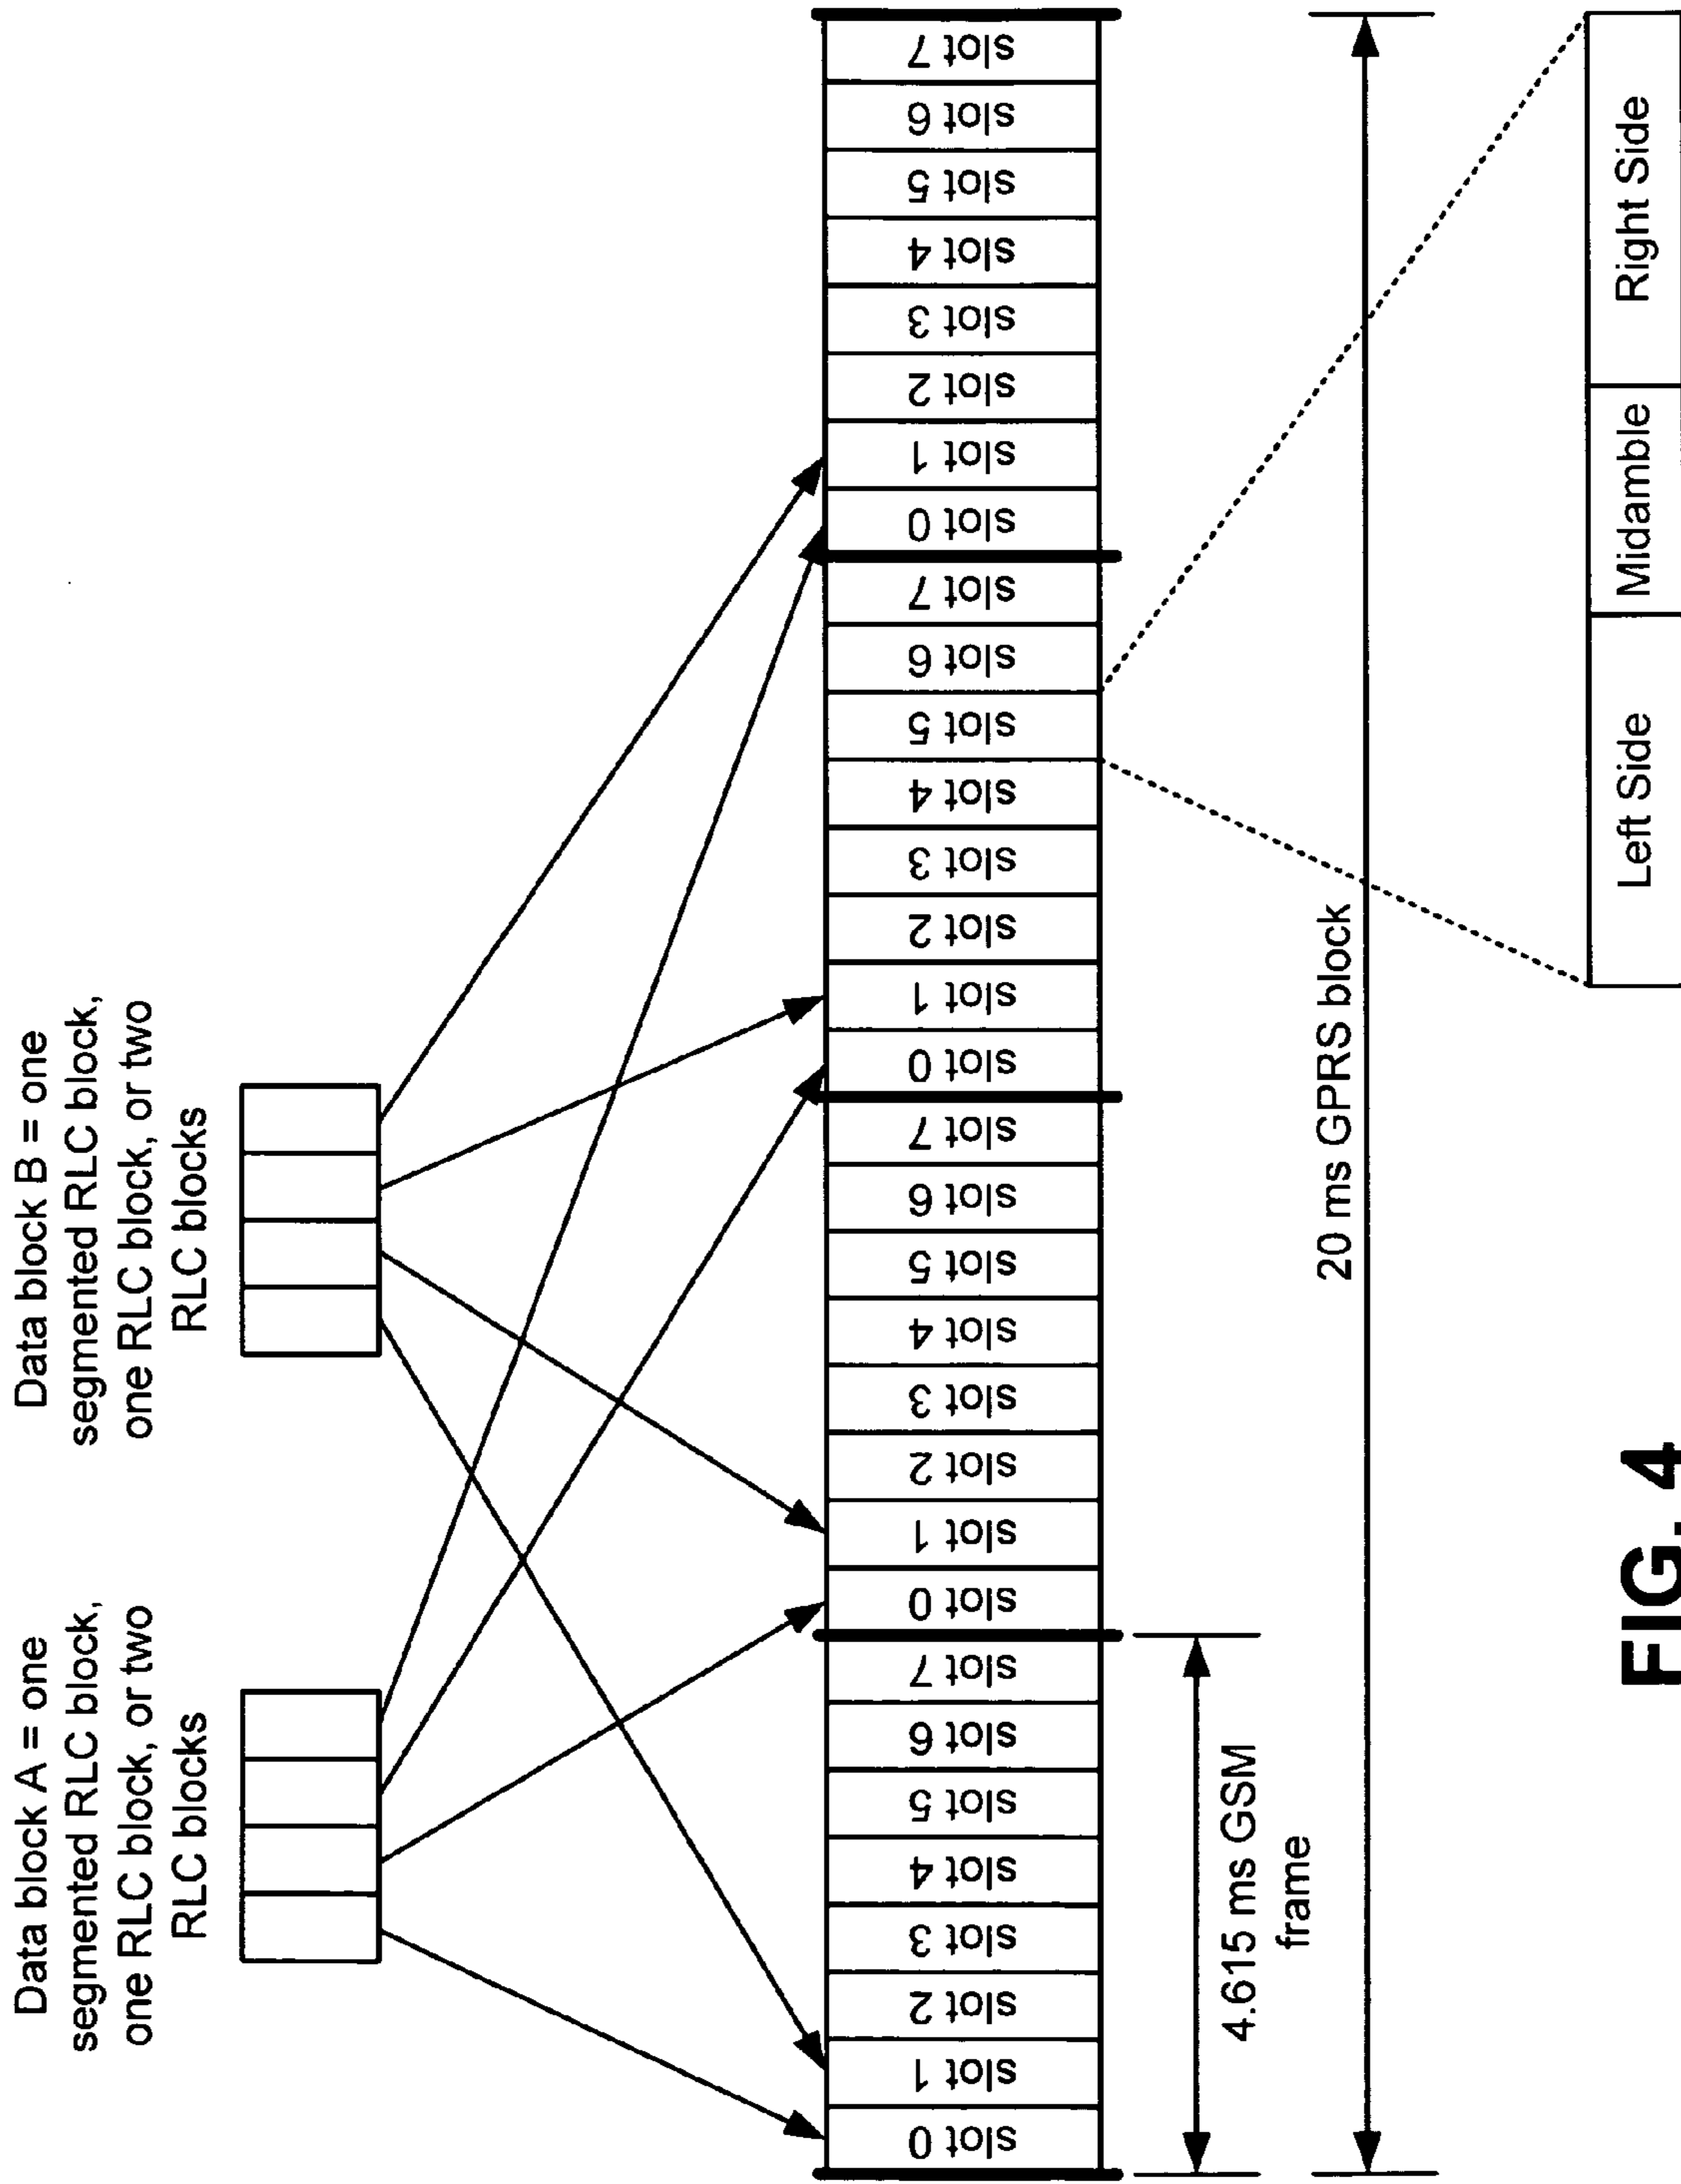 Data block A = one
segmented RLC block,
one RLC block, or two
RLC blocks
Data block B = one
segmented RLC block,
one RLC block, or two
RLC blocks
slot 0
slot 1
slot 2
slot 3
slot 4
slot 5
slot 6
slot 7
slot 0
slot 1
slot 2
slot 3
slot 4
slot 5
slot 6
slot 7
slot 0
slot 1
slot 2
slot 3
slot 4
slot 5
slot 6
slot 7
slot 0
slot 1
slot 2
slot 3
slot 4
slot 5
slot 6
slot 7
4.615 ms GSM
frame
20 ms GPRS block
Left Side
Midamble
Right Side
FIG. 4